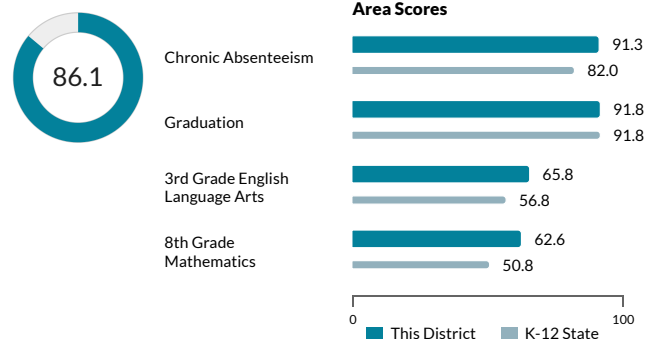 Area Scores
86.1
Chronic Absenteeism
91.3
82.0
Graduation
91.8
91.8
3rd Grade English
Language Arts
65.8
56.8
8th Grade
Mathematics
62.6
50.8
0
100
This District
K-12 State